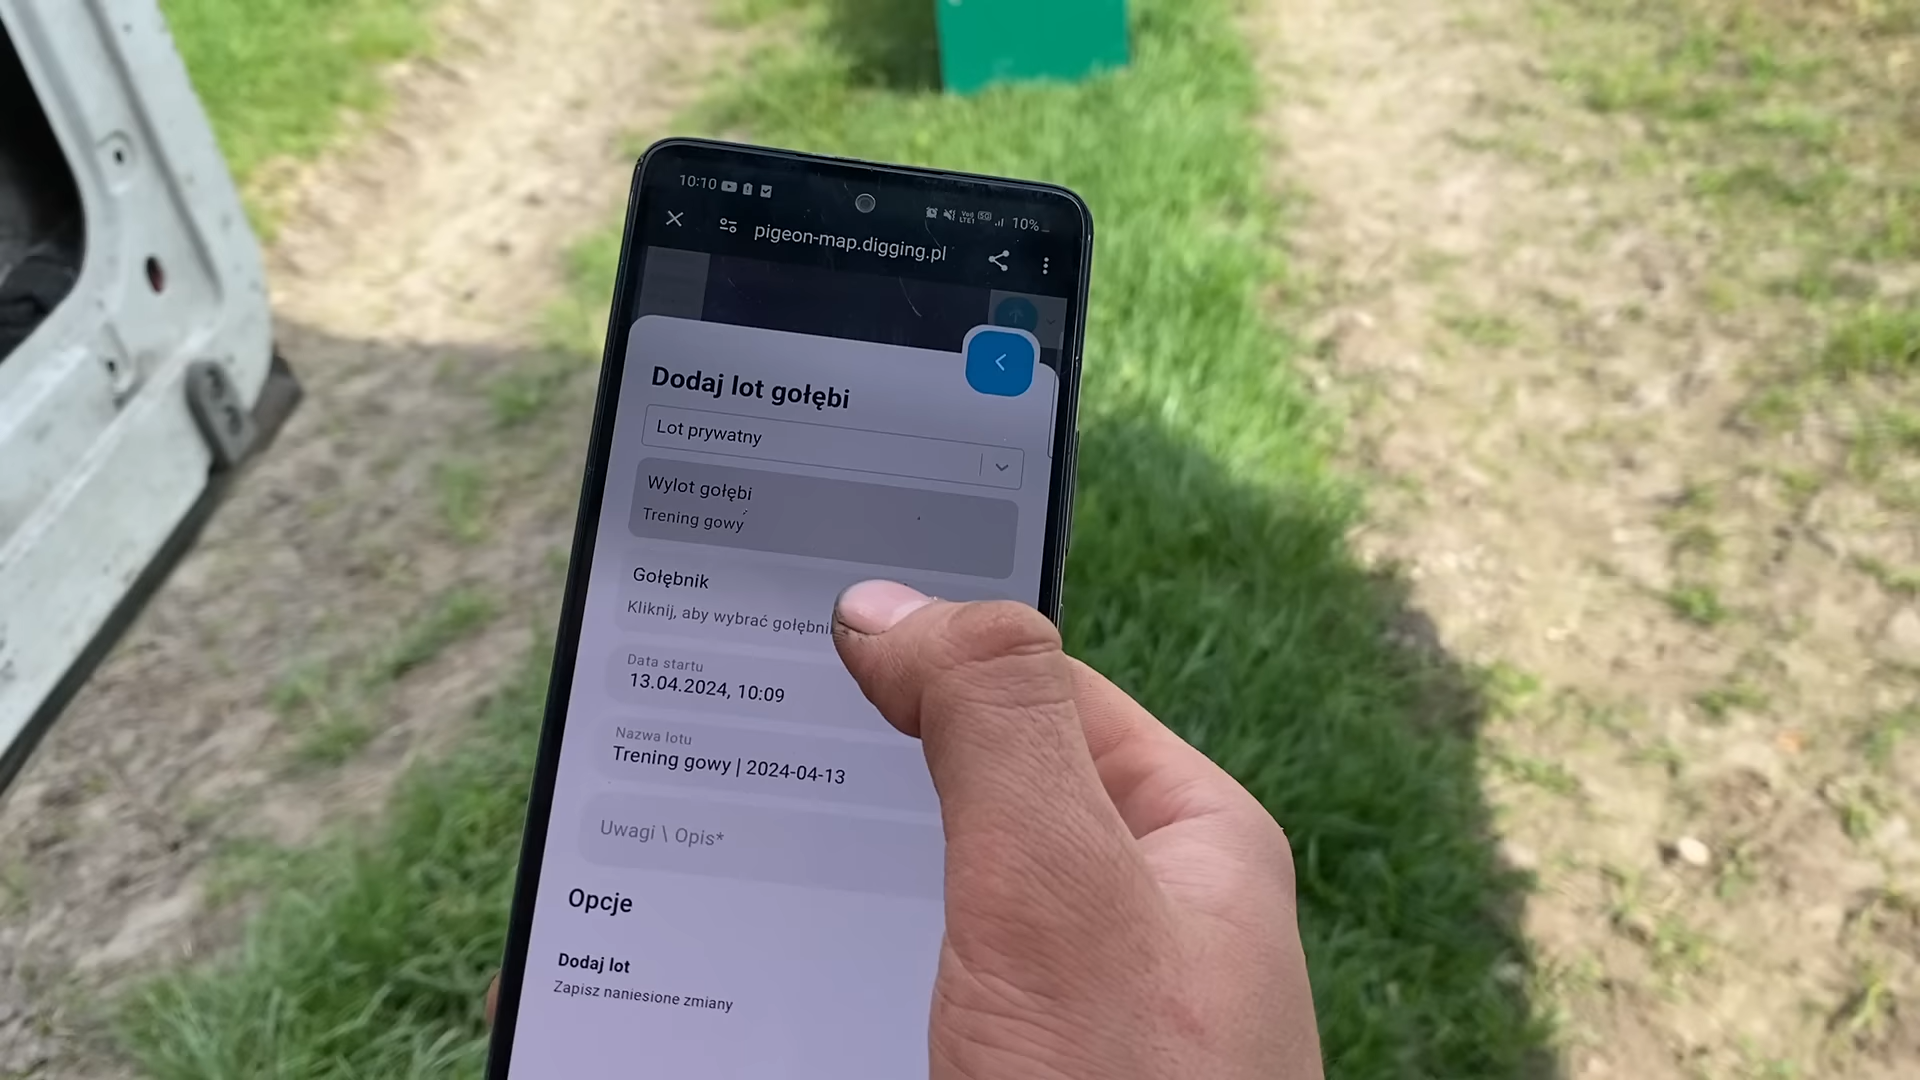 10:10
10%
pigeon-map.digging.pl
Dodaj lot gołębi
Lot prywatny
Wylot gołębi
Trening gowy
Gołębnik
Kliknij, aby wybrać
Data startu
13.04.2024, 10:09
Nazwa lotu
Trening gowy | 2024-04-13
Uwagi \ Opis*
Opcje
Dodaj lot
Zapisz naniesione zmiany